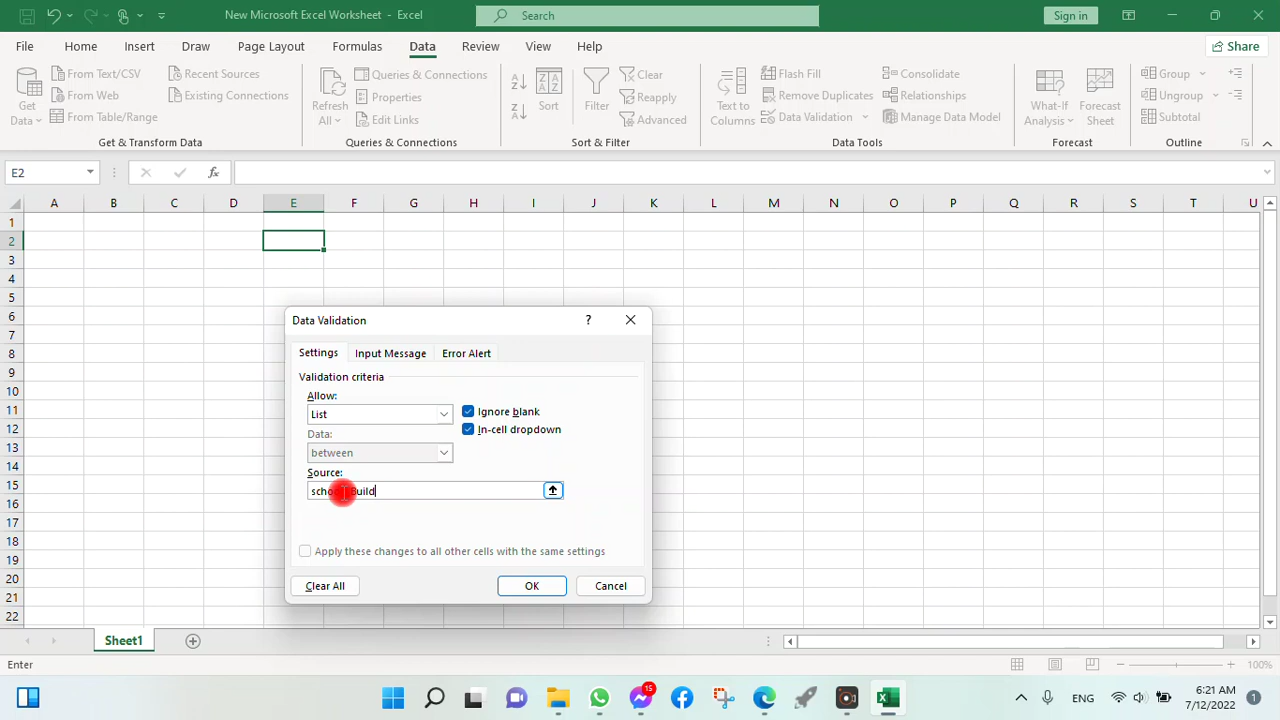 New Microsoft Excel Worksheet - Excel
Search
Sign in
File Home Insert Draw Page Layout Formulas Data Review View Help
Share
Get Data
From Text/CSV
From Web
From Table/Range
Recent Sources
Existing Connections
Get & Transform Data
Refresh All
Queries & Connections
Properties
Edit Links
Queries & Connections
Sort
Filter
Clear
Reapply
Advanced
Sort & Filter
Text to Columns
Flash Fill
Remove Duplicates
Data Validation
Consolidate
Relationships
Manage Data Model
Data Tools
What-If Analysis
Forecast Sheet
Forecast
Group
Ungroup
Subtotal
Outline
E2
fx
A B C D E F G H I J K L M N O P Q R S T U
1
2
3
4
5
6
7
8
9
10
11
12
13
14
15
16
17
18
19
20
21
22
Data Validation
?
Settings Input Message Error Alert
Validation criteria
Allow:
List
Ignore blank
In-cell dropdown
Data:
between
Source:
Build
Apply these changes to all other cells with the same settings
Clear All
OK
Cancel
Sheet1
Enter
100%
15
ENG
6:21 AM
7/12/2022
1